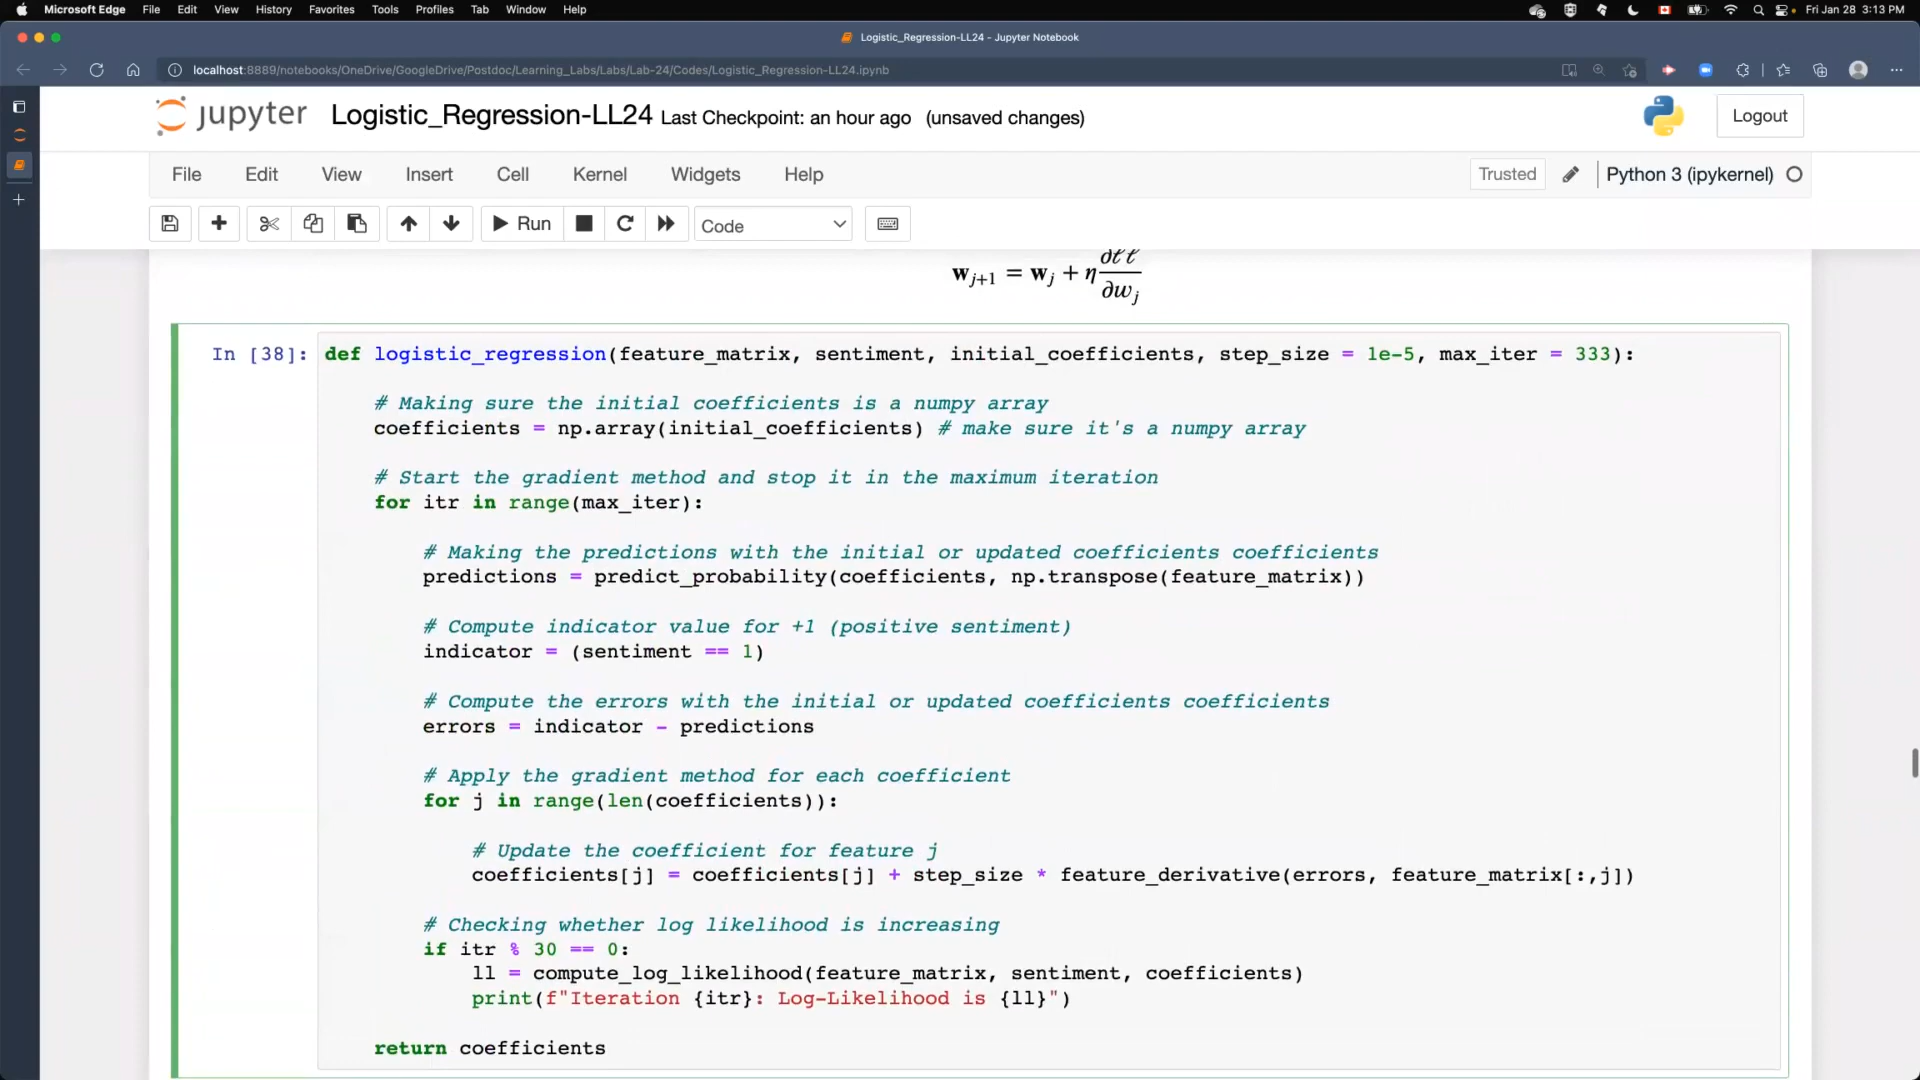 Microsoft Edge File Edit View History Favorites Tools Profiles Tab Window Help Fri Jan 28 3:13 PM
Logistic_Regression-LL24 - Jupyter Notebook
localhost:8889/notebooks/OneDrive/GoogleDrive/Postdoc/Learning_Labs/Labs/Lab-24/Codes/Logistic_Regression-LL24.ipynb
jupyter Logistic_Regression-LL24 Last Checkpoint: an hour ago (unsaved changes) Logout
File Edit View Insert Cell Kernel Widgets Help Trusted Python 3 (ipykernel)
Run Code
w_{j+1} = w_j + η ∂ℓℓ/∂w_j
In [38]: def logistic_regression(feature_matrix, sentiment, initial_coefficients, step_size = 1e-5, max_iter = 333):
# Making sure the initial coefficients is a numpy array
coefficients = np.array(initial_coefficients) # make sure it's a numpy array
# Start the gradient method and stop it in the maximum iteration
for itr in range(max_iter):
# Making the predictions with the initial or updated coefficients coefficients
predictions = predict_probability(coefficients, np.transpose(feature_matrix))
# Compute indicator value for +1 (positive sentiment)
indicator = (sentiment == 1)
# Compute the errors with the initial or updated coefficients coefficients
errors = indicator - predictions
# Apply the gradient method for each coefficient
for j in range(len(coefficients)):
# Update the coefficient for feature j
coefficients[j] = coefficients[j] + step_size * feature_derivative(errors, feature_matrix[:,j])
# Checking whether log likelihood is increasing
if itr % 30 == 0:
ll = compute_log_likelihood(feature_matrix, sentiment, coefficients)
print(f"Iteration {itr}: Log-Likelihood is {ll}")
return coefficients